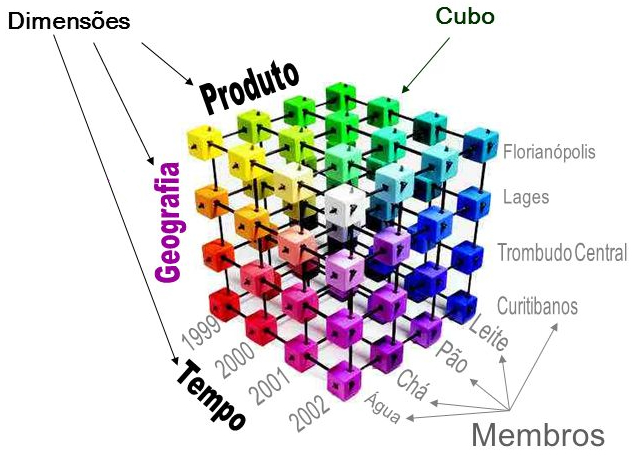 Dimensões
Cubo
Produto
Geografia
Tempo
Florianópolis
Lages
Trombudo Central
Curitibanos
1999
2000
2001
2002
Leite
Pão
Chá
Água
Membros